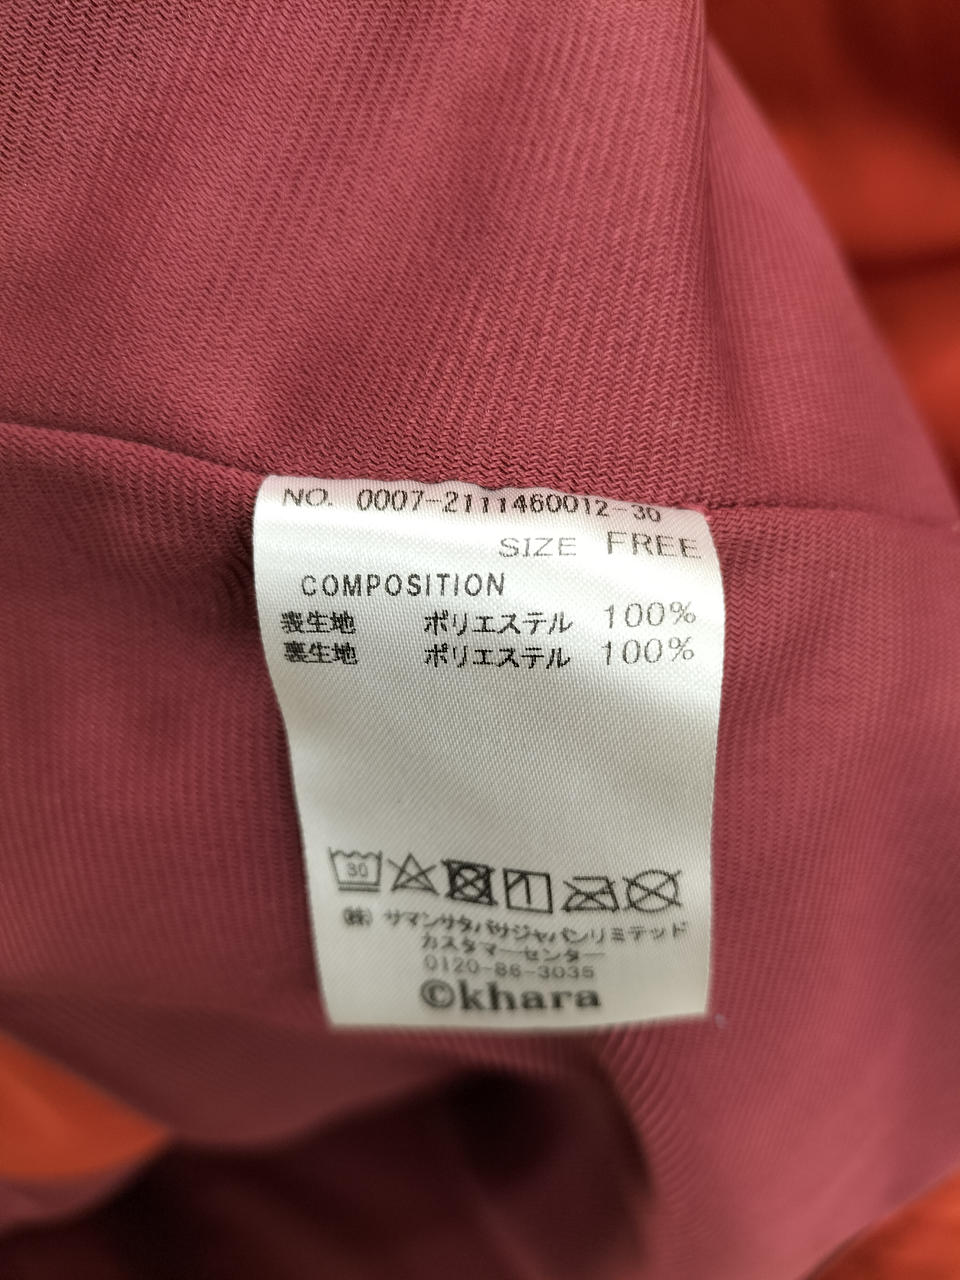 NO. 0007-2111460012-30
SIZE FREE
COMPOSITION
表生地 ポリエステル 100%
裏生地 ポリエステル 100%
30
㈱ サマンサタバサジャパンリミテッド
カスタマーセンター
0120-86-3035
©khara